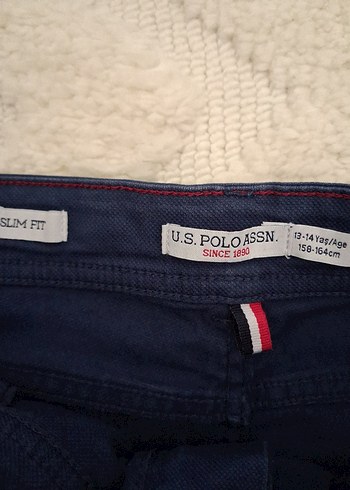 SLIM FIT
U.S. POLO ASSN.
SINCE 1890
13-14 Yaş/Age
158-164cm